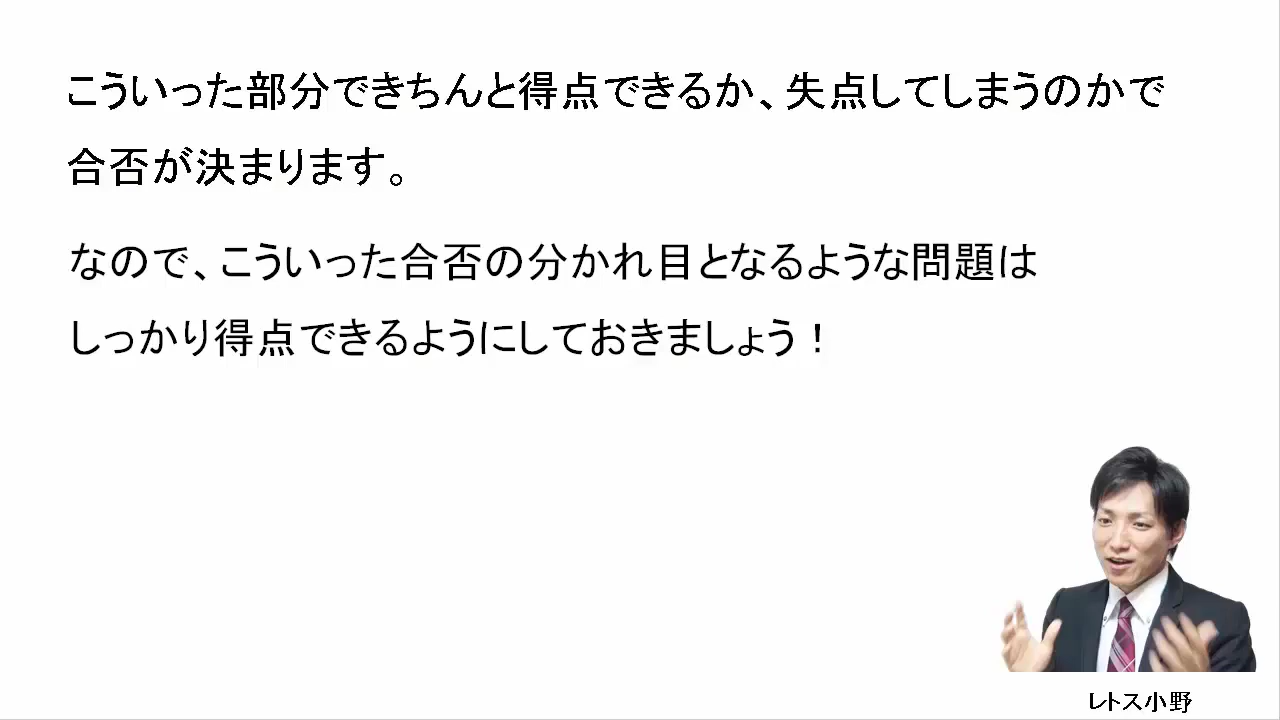 こういった部分できちんと得点できるか、失点してしまうのかで
合否が決まります。
なので、こういった合否の分かれ目となるような問題は
しっかり得点できるようにしておきましょう！
レトス小野